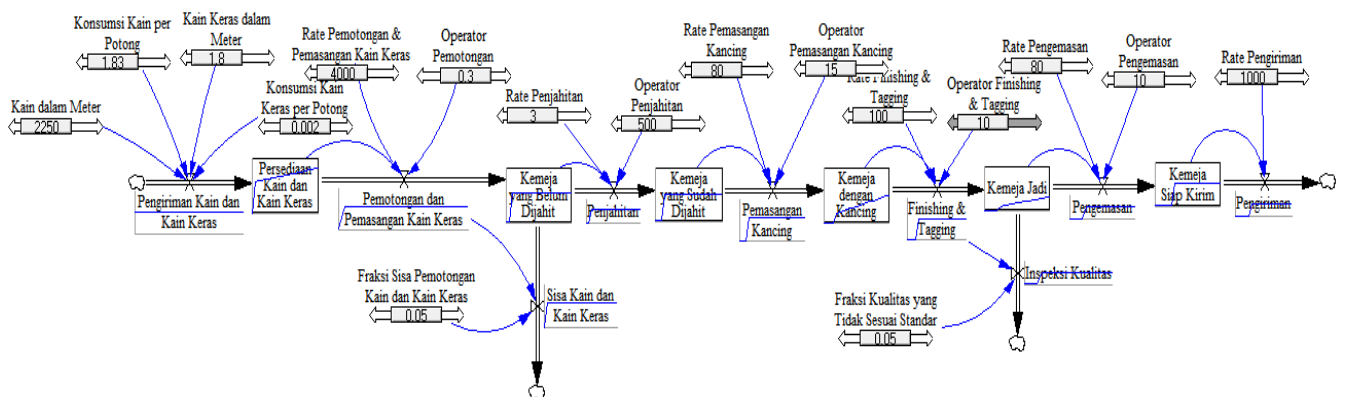 Konsumsi Kain per
Potong
1.83
Kain Keras dalam
Meter
1.8
Rate Pemotongan &
Pemasangan Kain Keras
4000
Operator
Pemotongan
0.3
Rate Pemasangan
Kancing
80
Operator
Pemasangan Kancing
15
Rate Pengemasan
80
Operator
Pengemasan
10
Rate Pengiriman
1000
Kain dalam Meter
2250
Konsumsi Kain
Keras per Potong
0.002
Rate Penjahitan
3
Operator
Penjahitan
500
Rate Finishing &
Tagging
100
Operator Finishing
& Tagging
10
Pengiriman Kain dan
Kain Keras
Persediaan
Kain dan
Kain Keras
Pemotongan dan
Pemasangan Kain Keras
Kemeja
yang Belum
Dijahit
Penjahitan
Kemeja
yang Sudah
Dijahit
Pemasangan
Kancing
Kemeja
dengan
Kancing
Finishing &
Tagging
Kemeja Jadi
Pengemasan
Kemeja
Siap Kirim
Pengiriman
Fraksi Sisa Pemotongan
Kain dan Kain Keras
0.05
Sisa Kain dan
Kain Keras
Fraksi Kualitas yang
Tidak Sesuai Standar
0.05
Inspeksi Kualitas